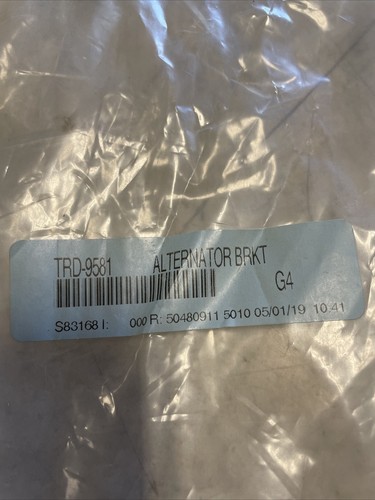 TRD-9581 ALTERNATOR BRKT
G4
S83168 I: 000 R: 50480911 5010 05/01/19 10:41